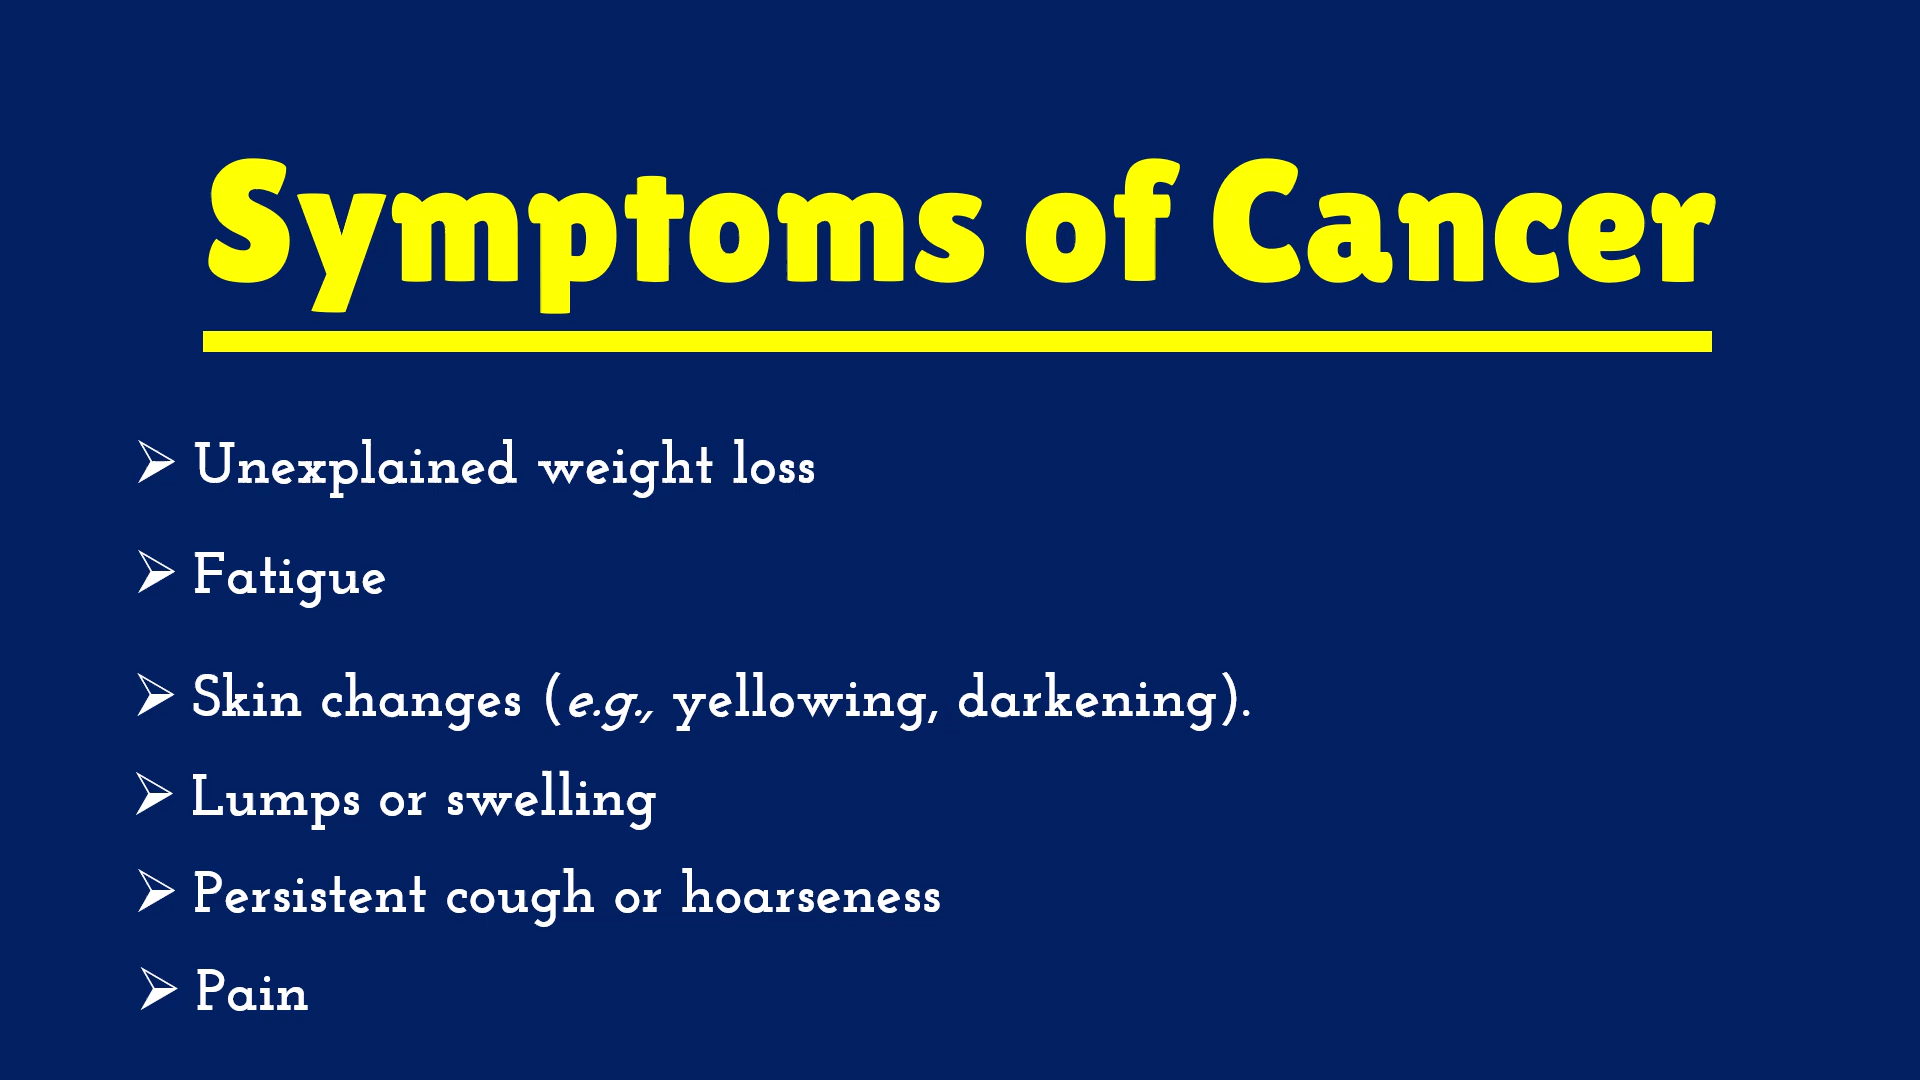 Symptoms of Cancer
➢ Unexplained weight loss
➢ Fatigue
➢ Skin changes (e.g., yellowing, darkening).
➢ Lumps or swelling
➢ Persistent cough or hoarseness
➢ Pain